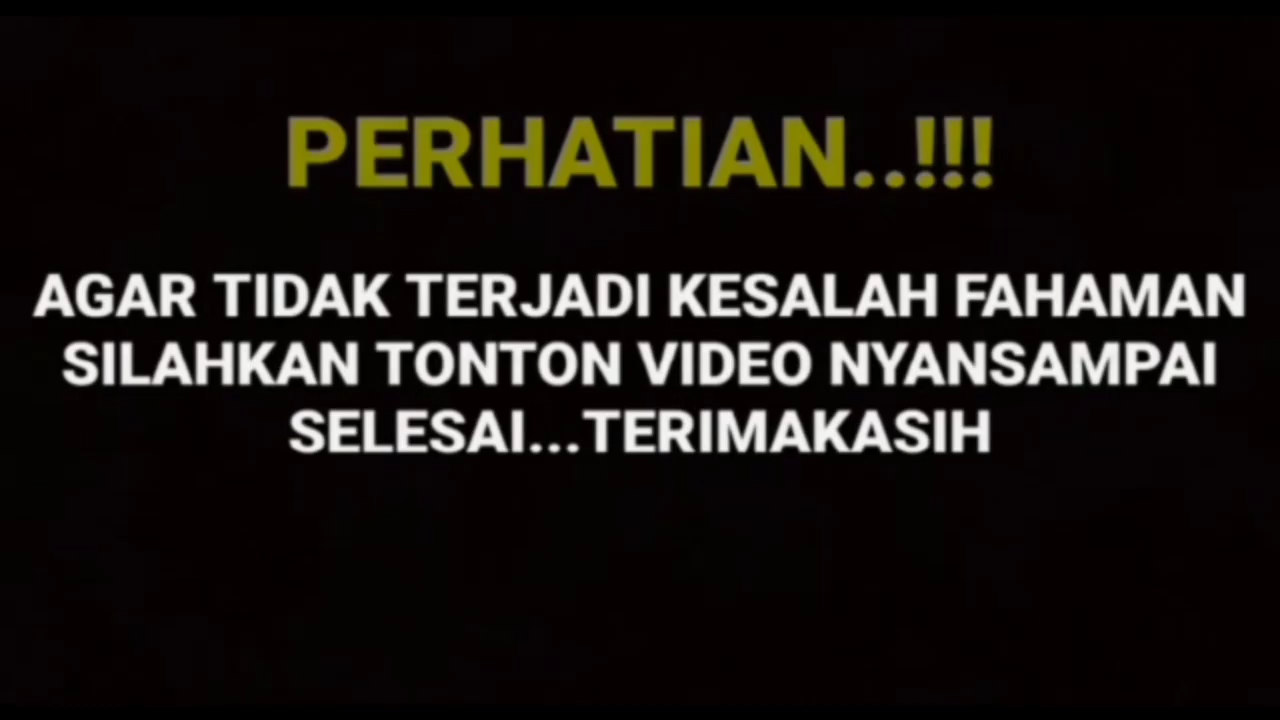 PERHATIAN..!!!
AGAR TIDAK TERJADI KESALAH FAHAMAN
SILAHKAN TONTON VIDEO NYANSAMPAI
SELESAI...TERIMAKASIH